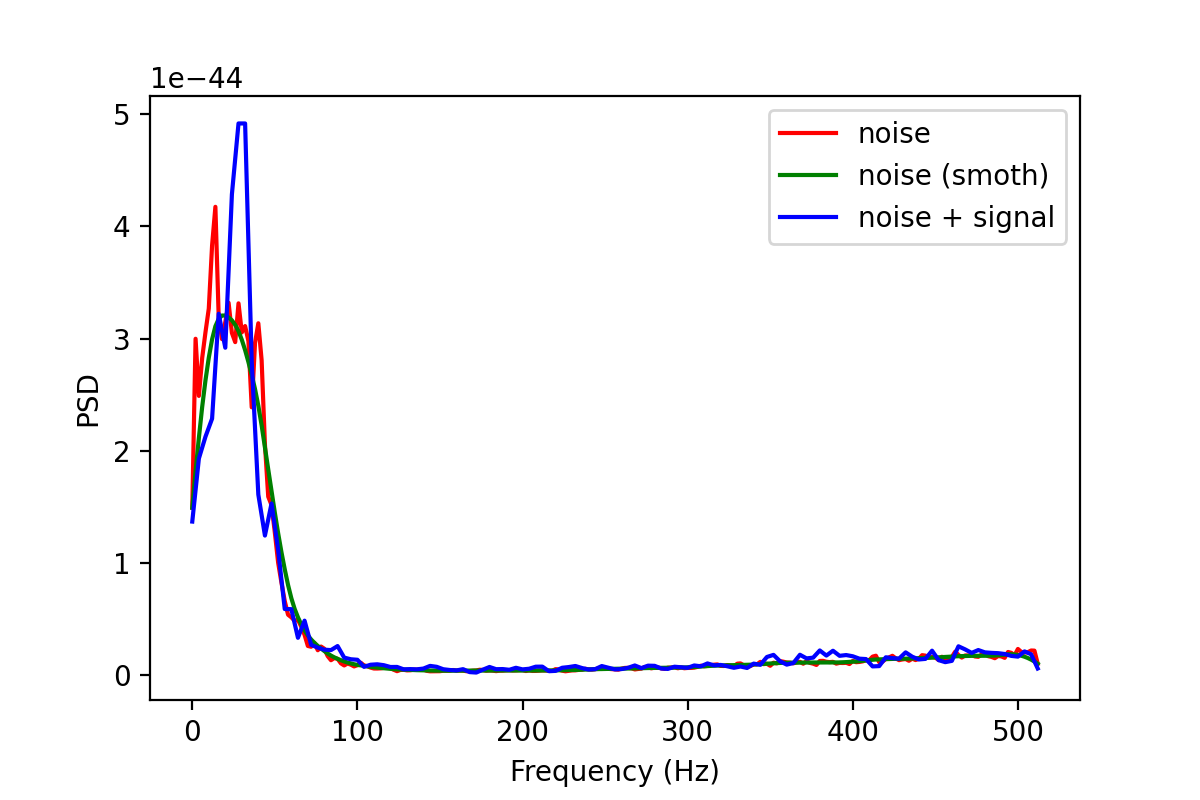 1e−44
5
4
3
2
1
0
PSD
noise
noise (smoth)
noise + signal
0 100 200 300 400 500
Frequency (Hz)